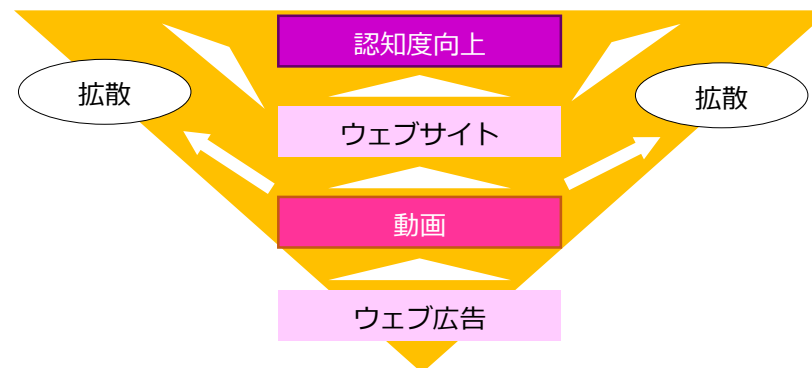 認知度向上
拡散
拡散
ウェブサイト
動画
ウェブ広告